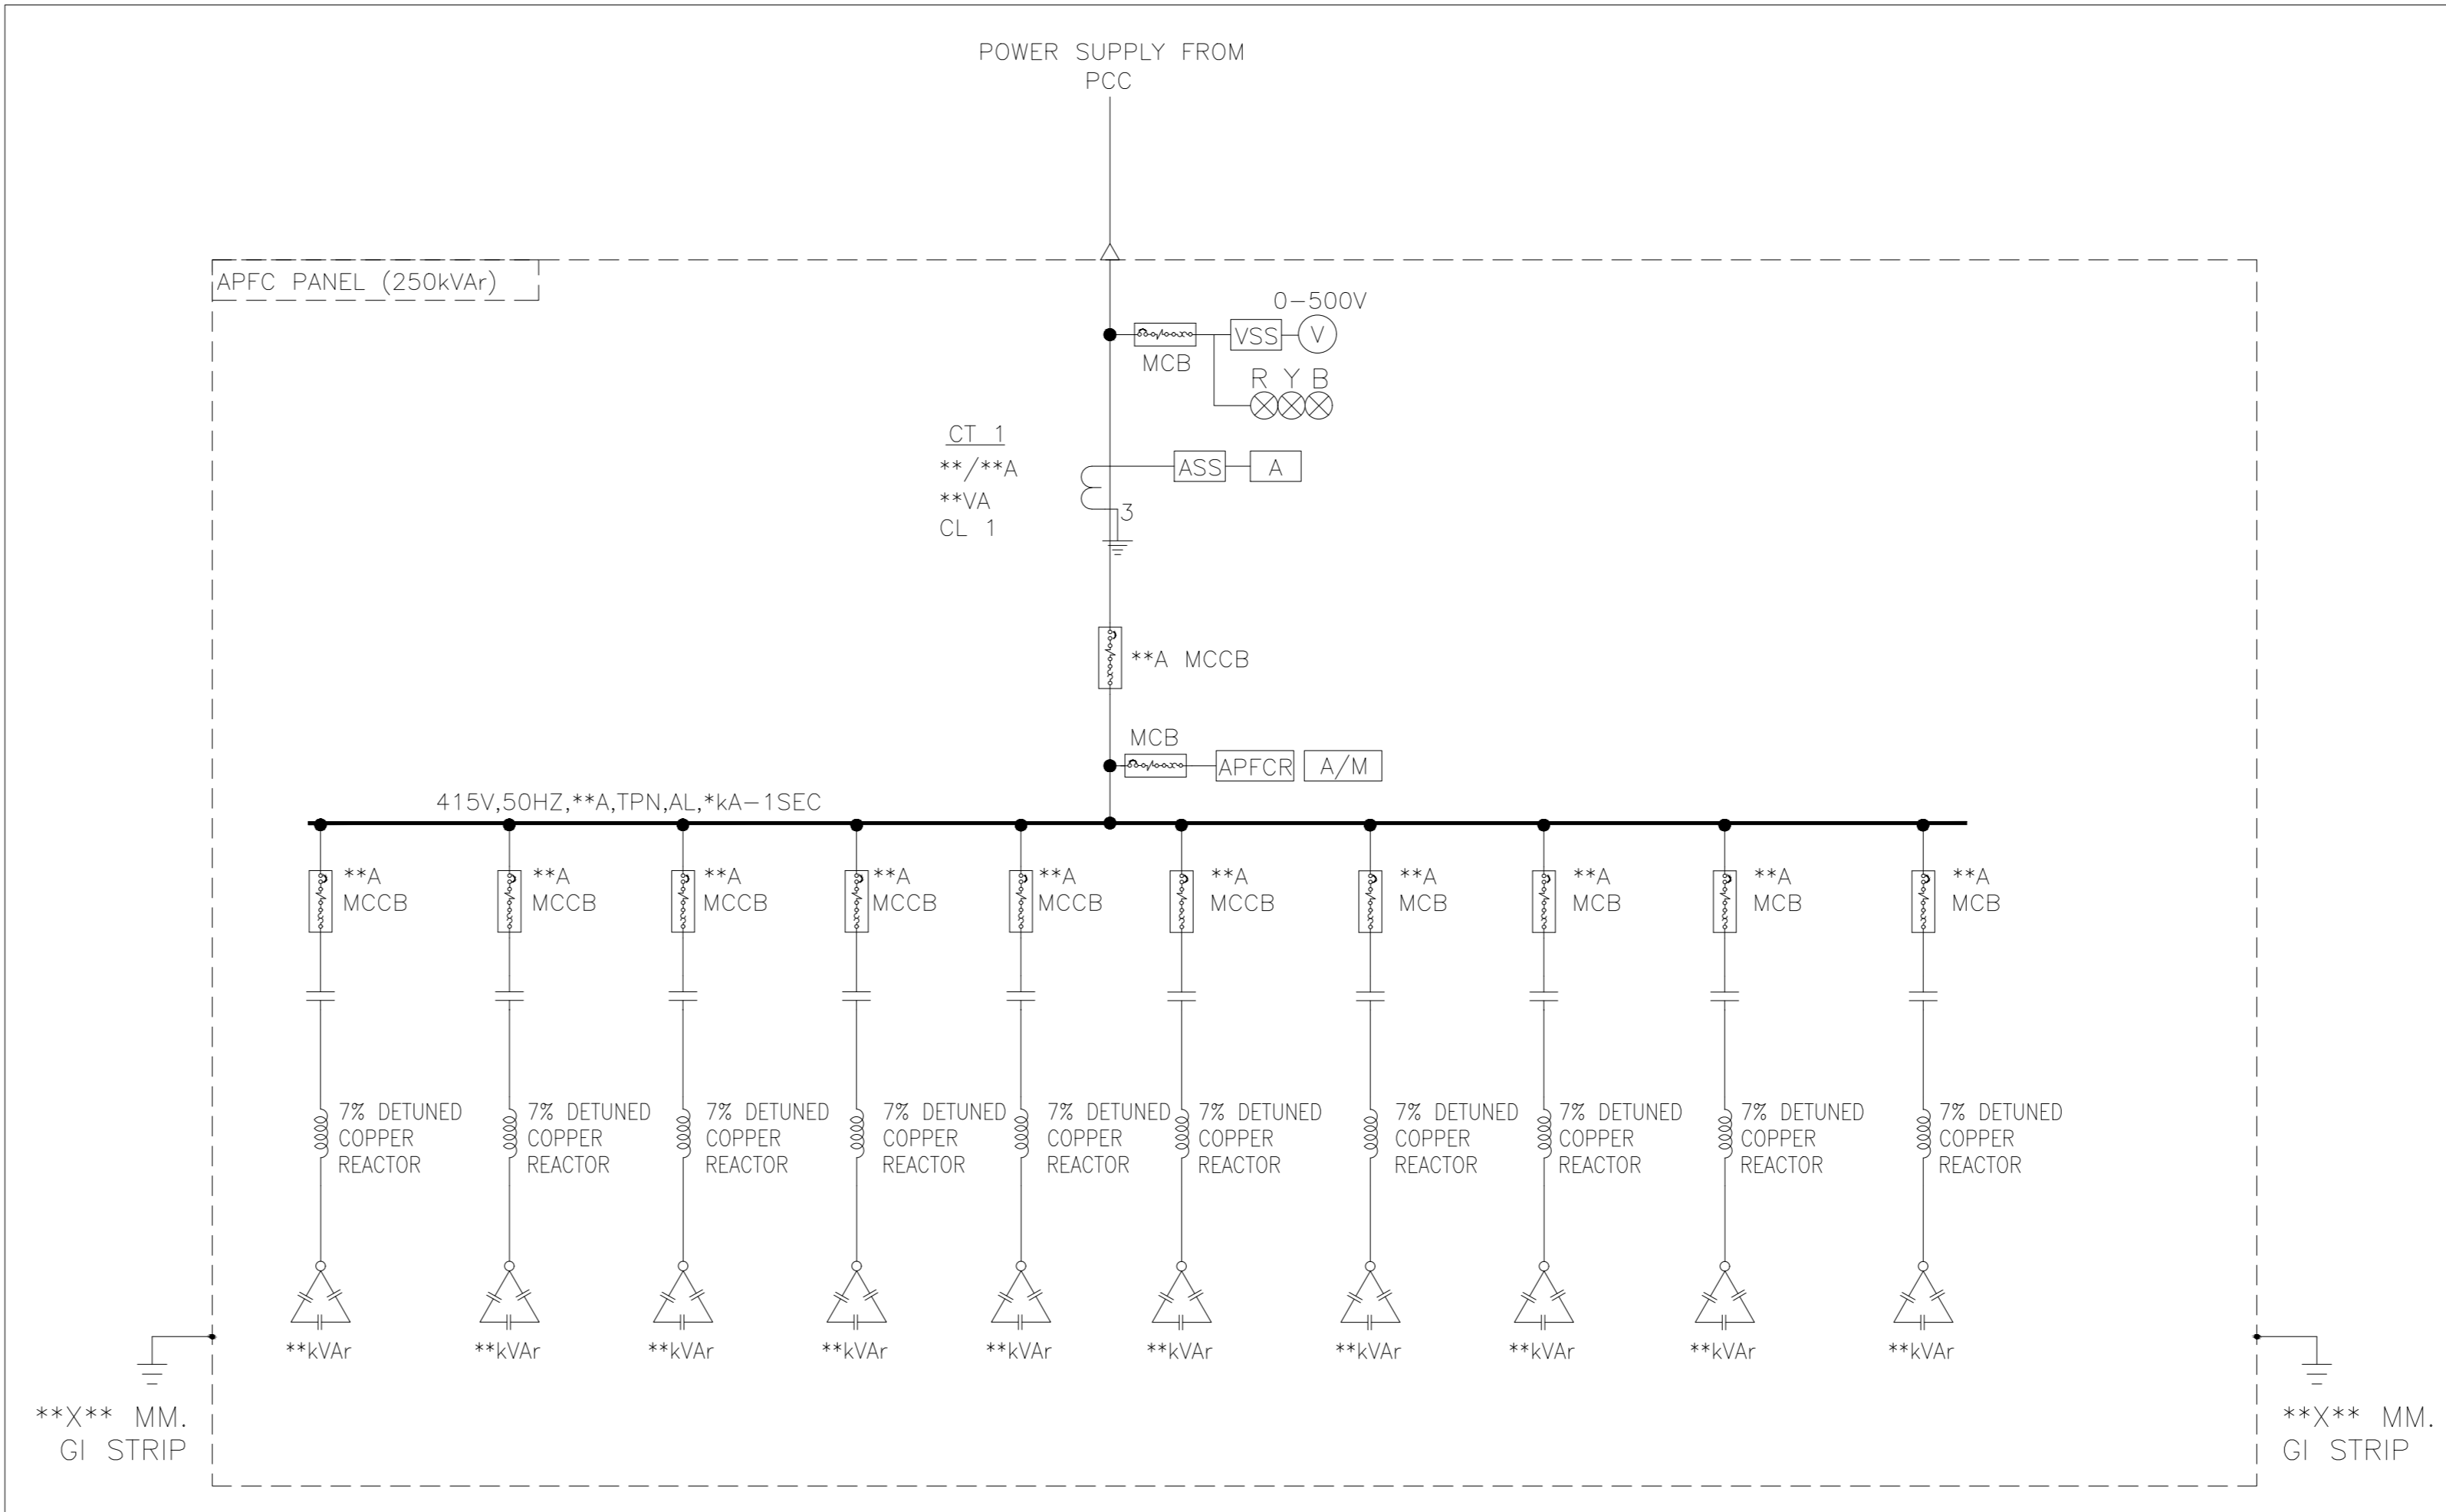 POWER SUPPLY FROM
PCC
APFC PANEL (250kVAr)
0-500V
VSS
V
MCB
R Y B
CT 1
**/**A
**VA
CL 1
ASS
A
3
**A MCCB
MCB
APFCR
A/M
415V,50HZ,**A,TPN,AL,*kA-1SEC
**A
MCCB
**A
MCCB
**A
MCCB
**A
MCCB
**A
MCCB
**A
MCCB
**A
MCB
**A
MCB
**A
MCB
**A
MCB
7% DETUNED
COPPER
REACTOR
7% DETUNED
COPPER
REACTOR
7% DETUNED
COPPER
REACTOR
7% DETUNED
COPPER
REACTOR
7% DETUNED
COPPER
REACTOR
7% DETUNED
COPPER
REACTOR
7% DETUNED
COPPER
REACTOR
7% DETUNED
COPPER
REACTOR
7% DETUNED
COPPER
REACTOR
7% DETUNED
COPPER
REACTOR
**kVAr
**kVAr
**kVAr
**kVAr
**kVAr
**kVAr
**kVAr
**kVAr
**kVAr
**kVAr
**X** MM.
GI STRIP
**X** MM.
GI STRIP